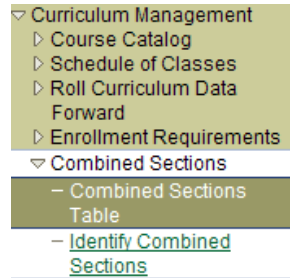 Curriculum Management
Course Catalog
Schedule of Classes
Roll Curriculum Data
Forward
Enrollment Requirements
Combined Sections
– Combined Sections
Table
– Identify Combined
Sections